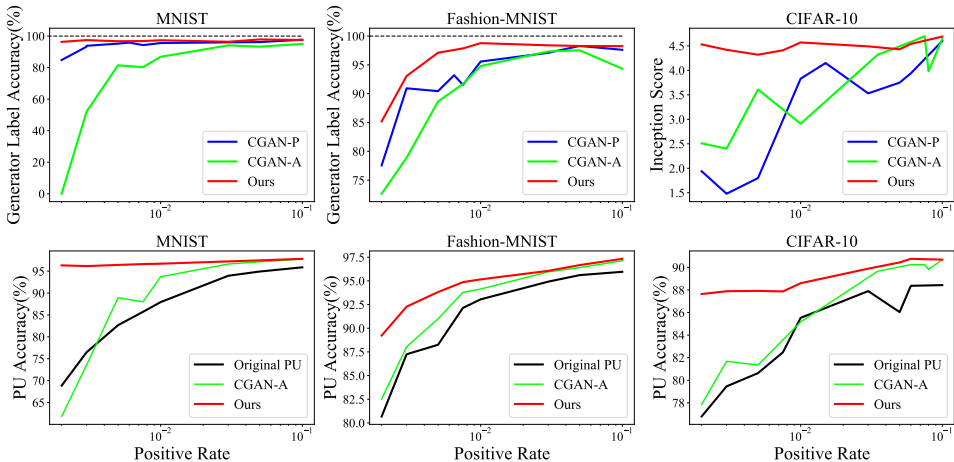 MNIST
Generator Label Accuracy(%)
100
80
60
40
20
0
10⁻²
10⁻¹
CGAN-P
CGAN-A
Ours
Fashion-MNIST
Generator Label Accuracy(%)
100
95
90
85
80
75
10⁻²
10⁻¹
CGAN-P
CGAN-A
Ours
CIFAR-10
Inception Score
4.5
4.0
3.5
3.0
2.5
2.0
1.5
10⁻²
10⁻¹
CGAN-P
CGAN-A
Ours
MNIST
PU Accuracy(%)
95
90
85
80
75
70
65
10⁻²
10⁻¹
Positive Rate
Original PU
CGAN-A
Ours
Fashion-MNIST
PU Accuracy(%)
97.5
95.0
92.5
90.0
87.5
85.0
82.5
80.0
10⁻²
10⁻¹
Positive Rate
Original PU
CGAN-A
Ours
CIFAR-10
PU Accuracy(%)
90
88
86
84
82
80
78
10⁻²
10⁻¹
Positive Rate
Original PU
CGAN-A
Ours